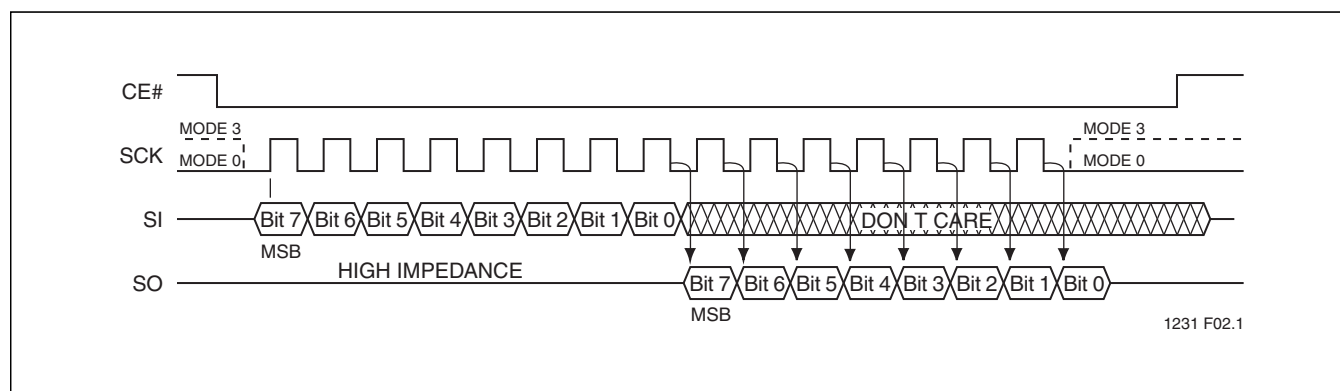 CE#
MODE 3 MODE 3
SCK
MODE 0 MODE 0
SI Bit 7 Bit 6 Bit 5 Bit 4 Bit 3 Bit 2 Bit 1 Bit 0 DON T CARE
MSB
HIGH IMPEDANCE
SO Bit 7 Bit 6 Bit 5 Bit 4 Bit 3 Bit 2 Bit 1 Bit 0
MSB
1231 F02.1